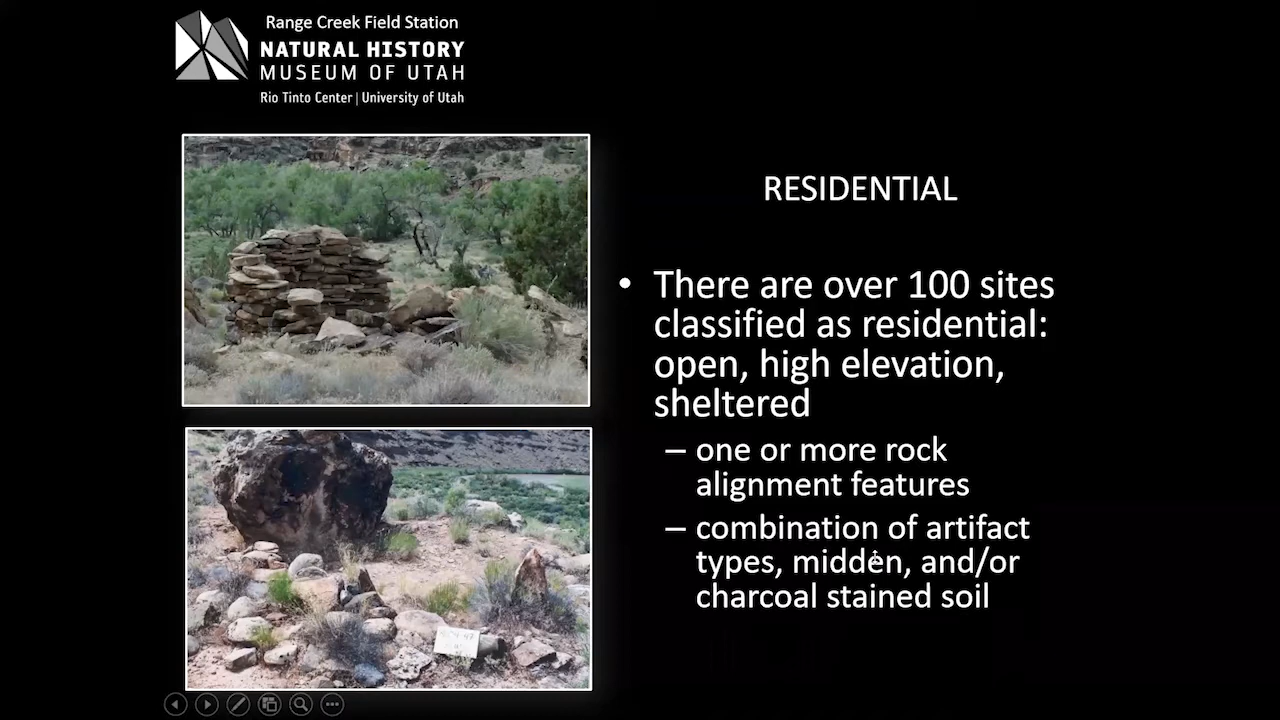 Range Creek Field Station
NATURAL HISTORY
MUSEUM OF UTAH
Rio Tinto Center | University of Utah
RESIDENTIAL
• There are over 100 sites
classified as residential:
open, high elevation,
sheltered
– one or more rock
alignment features
– combination of artifact
types, midden, and/or
charcoal stained soil